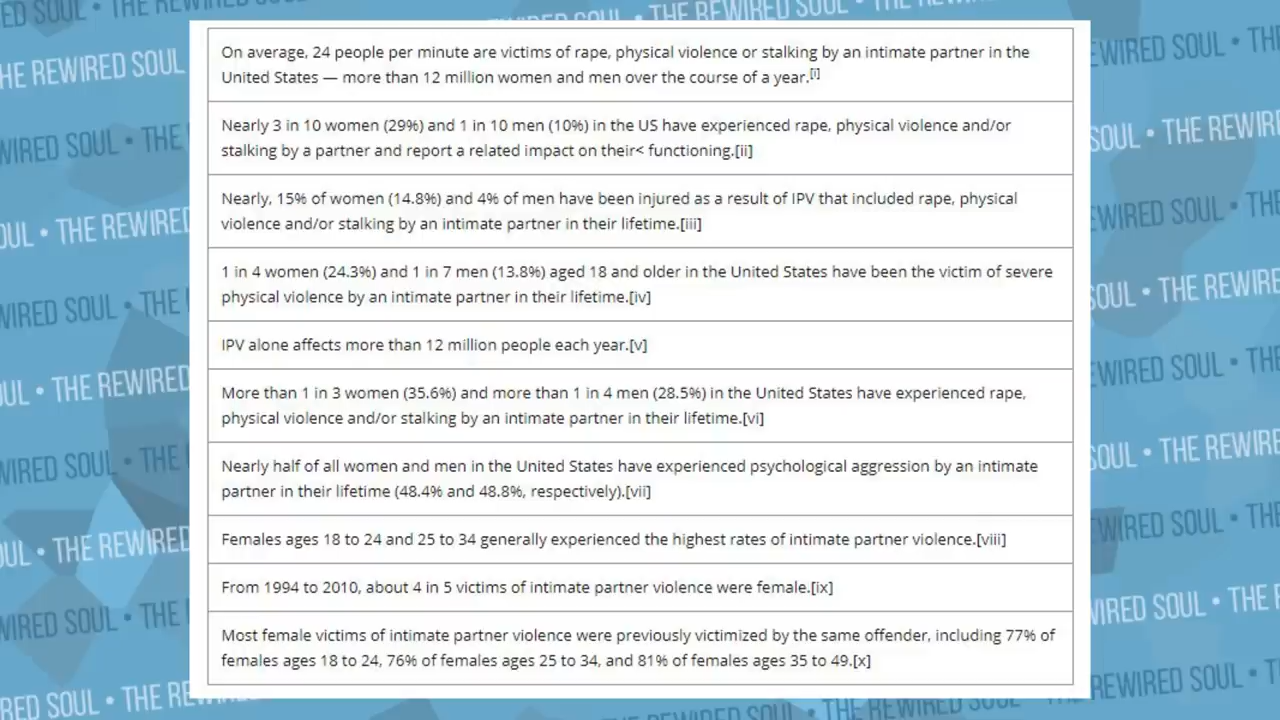 On average, 24 people per minute are victims of rape, physical violence or stalking by an intimate partner in the
United States — more than 12 million women and men over the course of a year.[i]
Nearly 3 in 10 women (29%) and 1 in 10 men (10%) in the US have experienced rape, physical violence and/or
stalking by a partner and report a related impact on their< functioning.[ii]
Nearly, 15% of women (14.8%) and 4% of men have been injured as a result of IPV that included rape, physical
violence and/or stalking by an intimate partner in their lifetime.[iii]
1 in 4 women (24.3%) and 1 in 7 men (13.8%) aged 18 and older in the United States have been the victim of severe
physical violence by an intimate partner in their lifetime.[iv]
IPV alone affects more than 12 million people each year.[v]
More than 1 in 3 women (35.6%) and more than 1 in 4 men (28.5%) in the United States have experienced rape,
physical violence and/or stalking by an intimate partner in their lifetime.[vi]
Nearly half of all women and men in the United States have experienced psychological aggression by an intimate
partner in their lifetime (48.4% and 48.8%, respectively).[vii]
Females ages 18 to 24 and 25 to 34 generally experienced the highest rates of intimate partner violence.[viii]
From 1994 to 2010, about 4 in 5 victims of intimate partner violence were female.[ix]
Most female victims of intimate partner violence were previously victimized by the same offender, including 77% of
females ages 18 to 24, 76% of females ages 25 to 34, and 81% of females ages 35 to 49.[x]
THE REWIRED SOUL